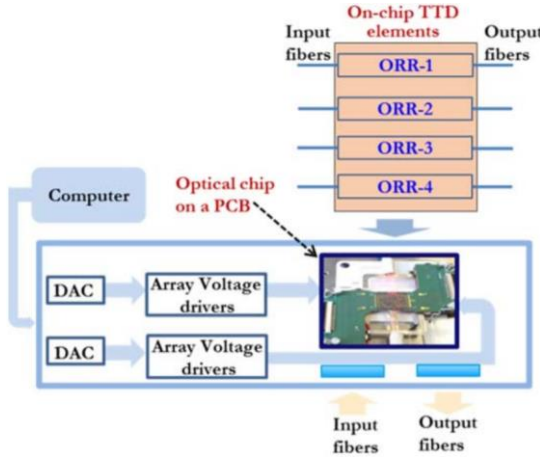 On-chip TTD
elements
Input
fibers
Output
fibers
ORR-1
ORR-2
ORR-3
ORR-4
Computer
Optical chip
on a PCB
DAC
Array Voltage
drivers
DAC
Array Voltage
drivers
Input
fibers
Output
fibers